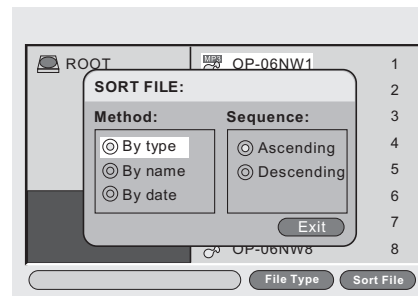 ROOT
MP3 OP-06NW1 1
SORT FILE: 2
Method: Sequence: 3
By type Ascending 4
By name Descending 5
By date 6
Exit 7
OP-06NW8 8
File Type Sort File